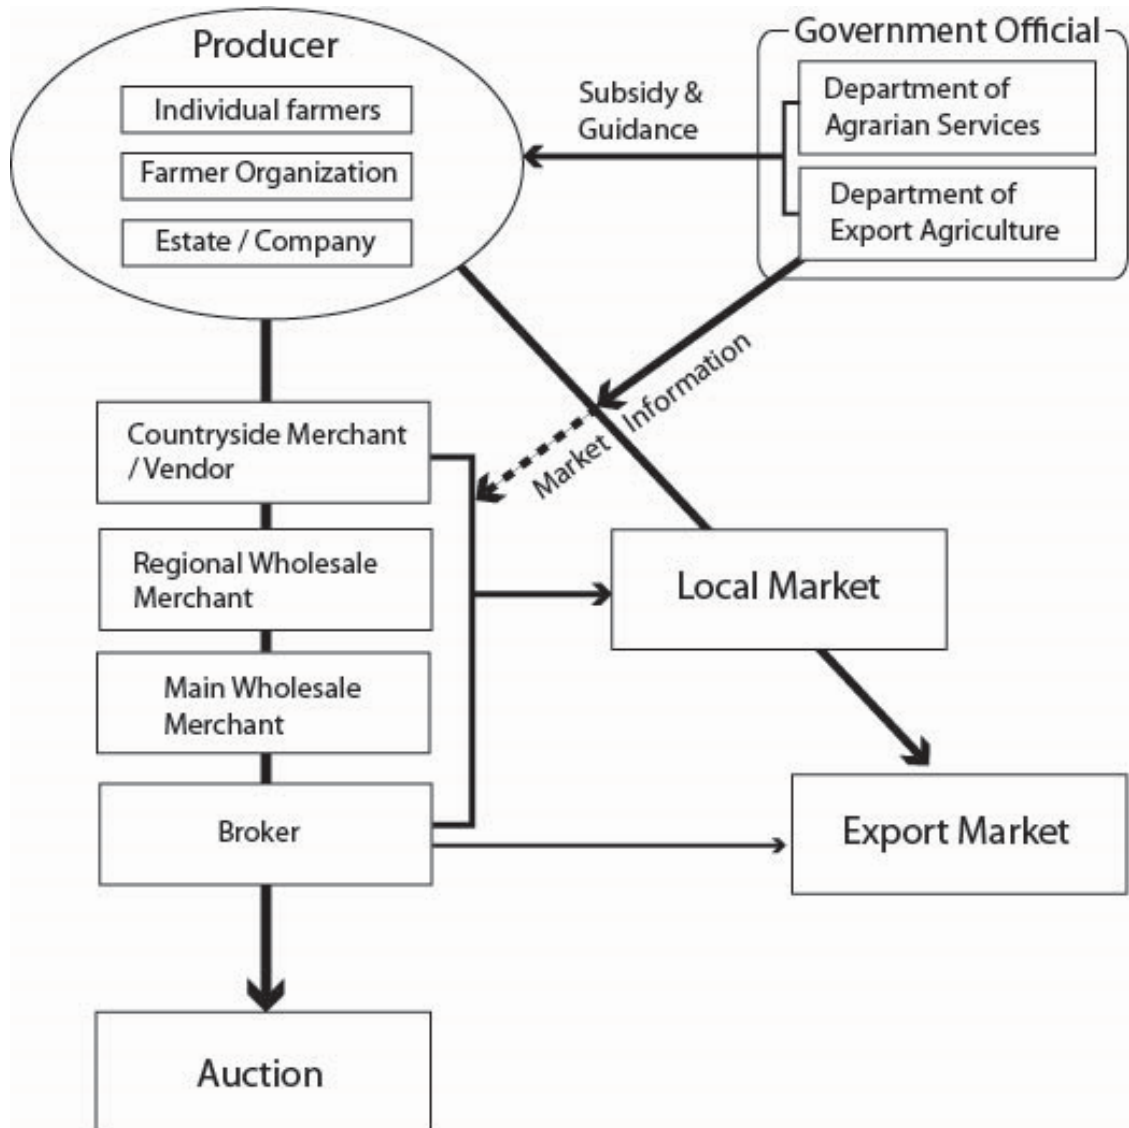 Producer
Individual farmers
Farmer Organization
Estate / Company
Subsidy &
Guidance
Government Official
Department of
Agrarian Services
Department of
Export Agriculture
Market Information
Countryside Merchant
/ Vendor
Regional Wholesale
Merchant
Main Wholesale
Merchant
Broker
Local Market
Export Market
Auction